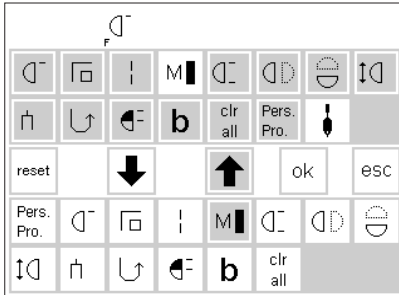 F
M
clr
all
Pers.
Pro.
b
reset
ok
esc
Pers.
Pro.
M
b
clr
all